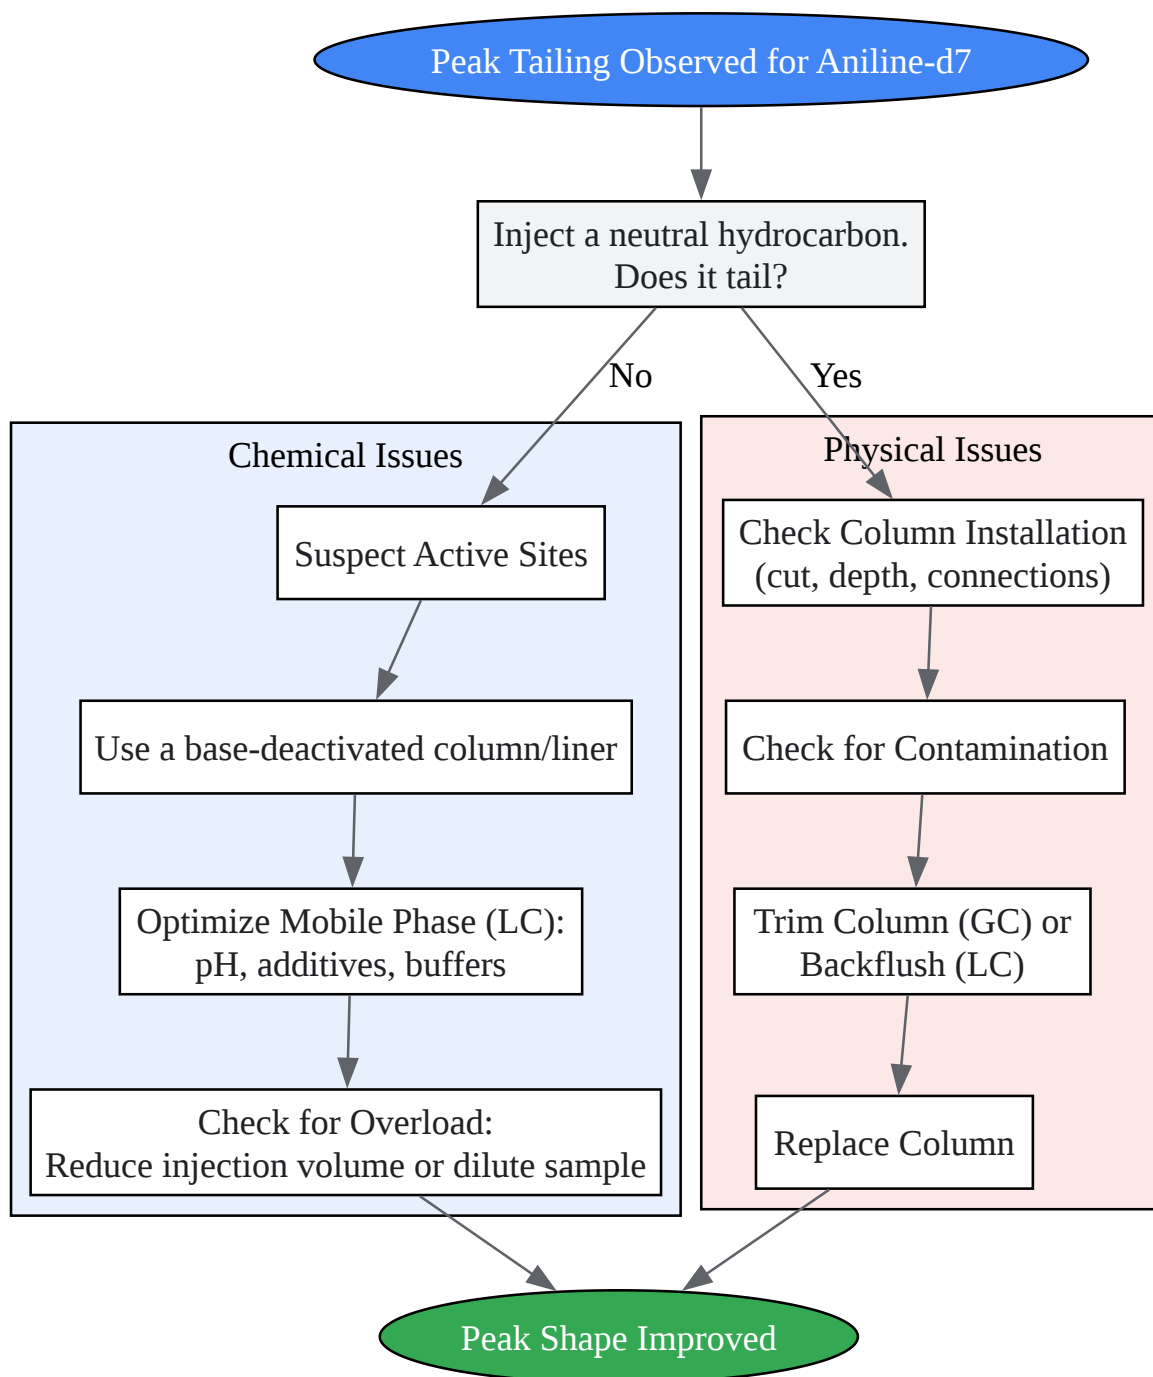 Peak Tailing Observed for Aniline-d7
Inject a neutral hydrocarbon.
Does it tail?
No
Yes
Chemical Issues
Suspect Active Sites
Use a base-deactivated column/liner
Optimize Mobile Phase (LC):
pH, additives, buffers
Check for Overload:
Reduce injection volume or dilute sample
Physical Issues
Check Column Installation
(cut, depth, connections)
Check for Contamination
Trim Column (GC) or
Backflush (LC)
Replace Column
Peak Shape Improved